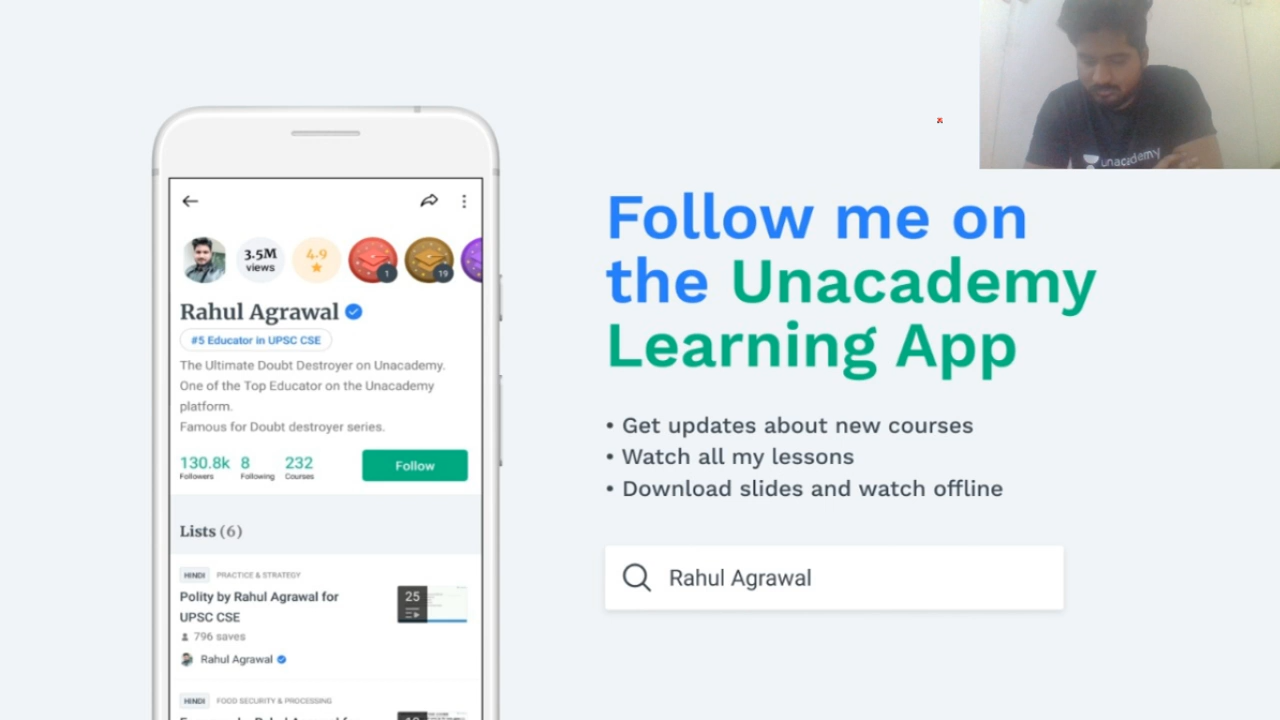 unacademy
3.5M
views
4.9
1
19
Rahul Agrawal
#5 Educator in UPSC CSE
The Ultimate Doubt Destroyer on Unacademy.
One of the Top Educator on the Unacademy
platform.
Famous for Doubt destroyer series.
130.8k 8 232
Followers Following Courses
Follow
Lists (6)
HINDI PRACTICE & STRATEGY
Polity by Rahul Agrawal for
UPSC CSE
25
796 saves
Rahul Agrawal
HINDI FOOD SECURITY & PROCESSING
Follow me on
the Unacademy
Learning App
• Get updates about new courses
• Watch all my lessons
• Download slides and watch offline
Rahul Agrawal